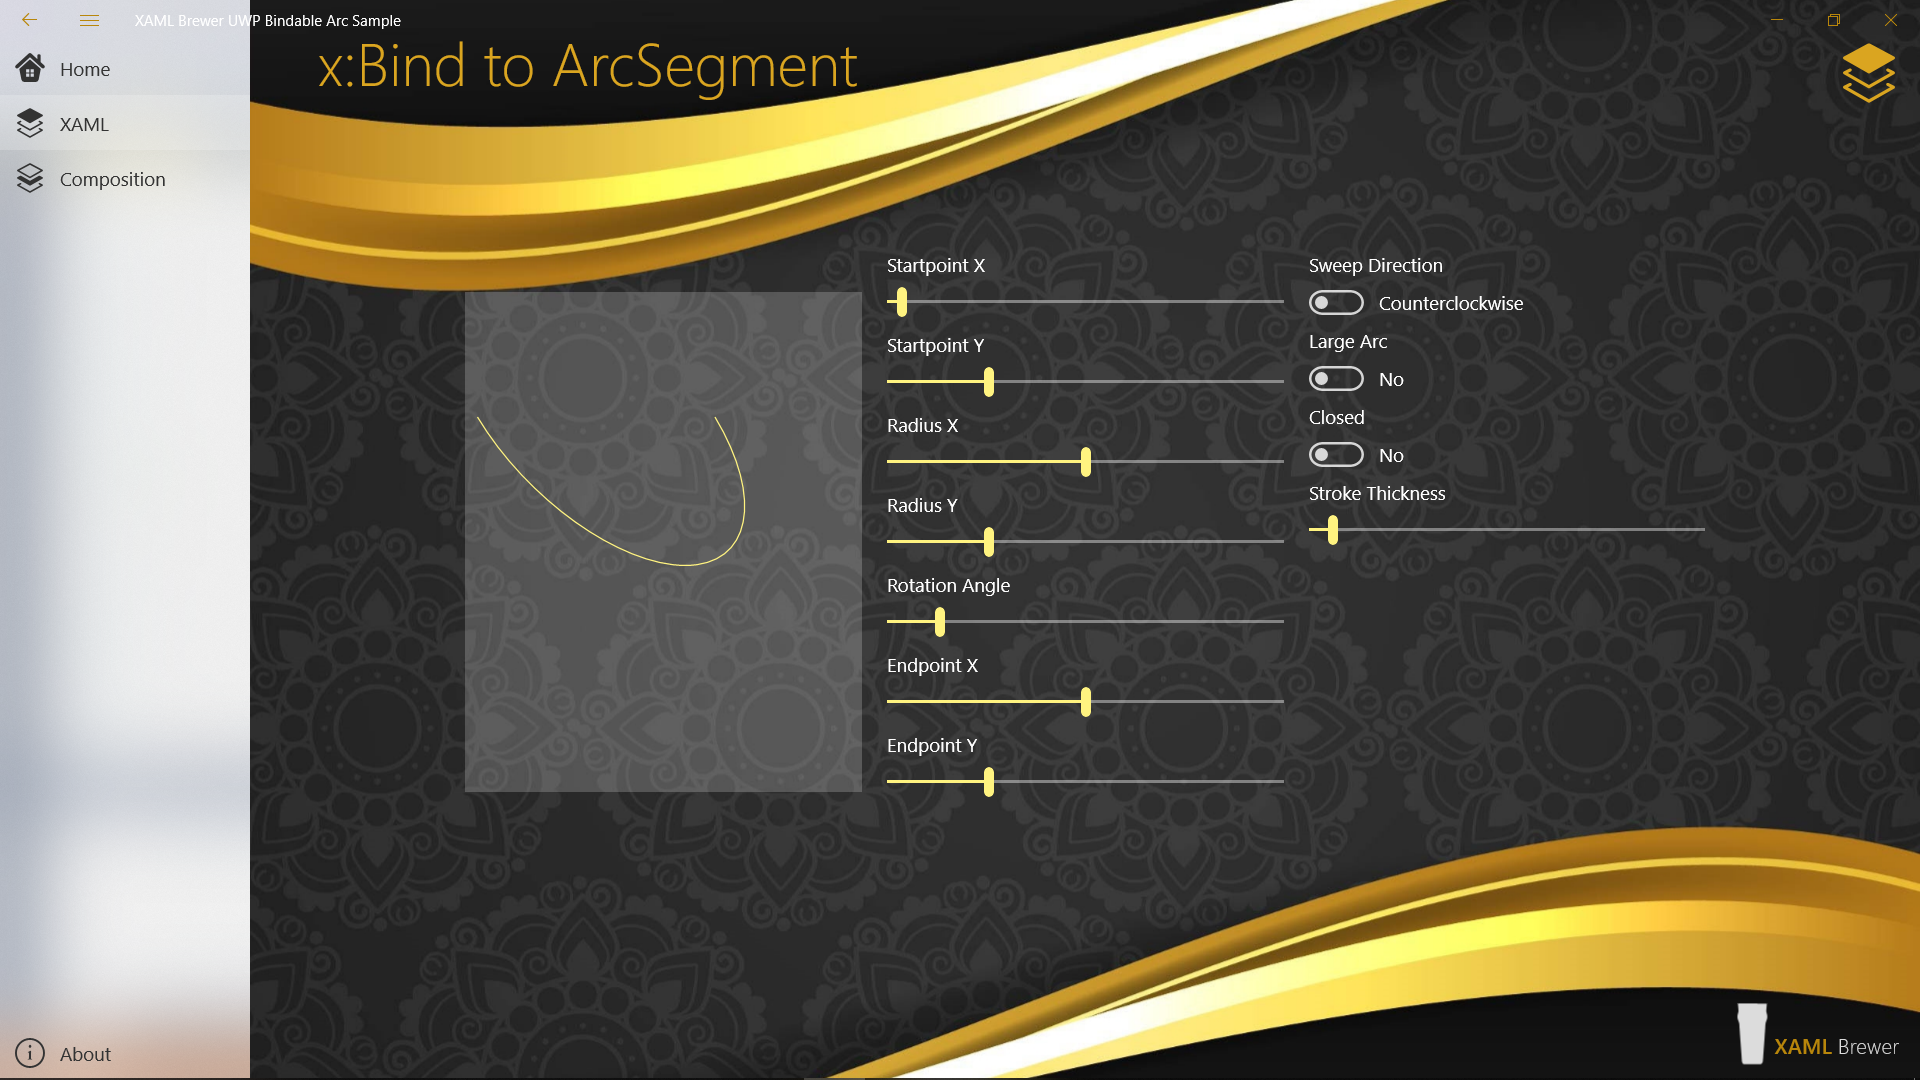 XAML Brewer UWP Bindable Arc Sample
x:Bind to ArcSegment
Home
XAML
Composition
About
Startpoint X
Startpoint Y
Radius X
Radius Y
Rotation Angle
Endpoint X
Endpoint Y
Sweep Direction
Counterclockwise
Large Arc
No
Closed
No
Stroke Thickness
XAML Brewer